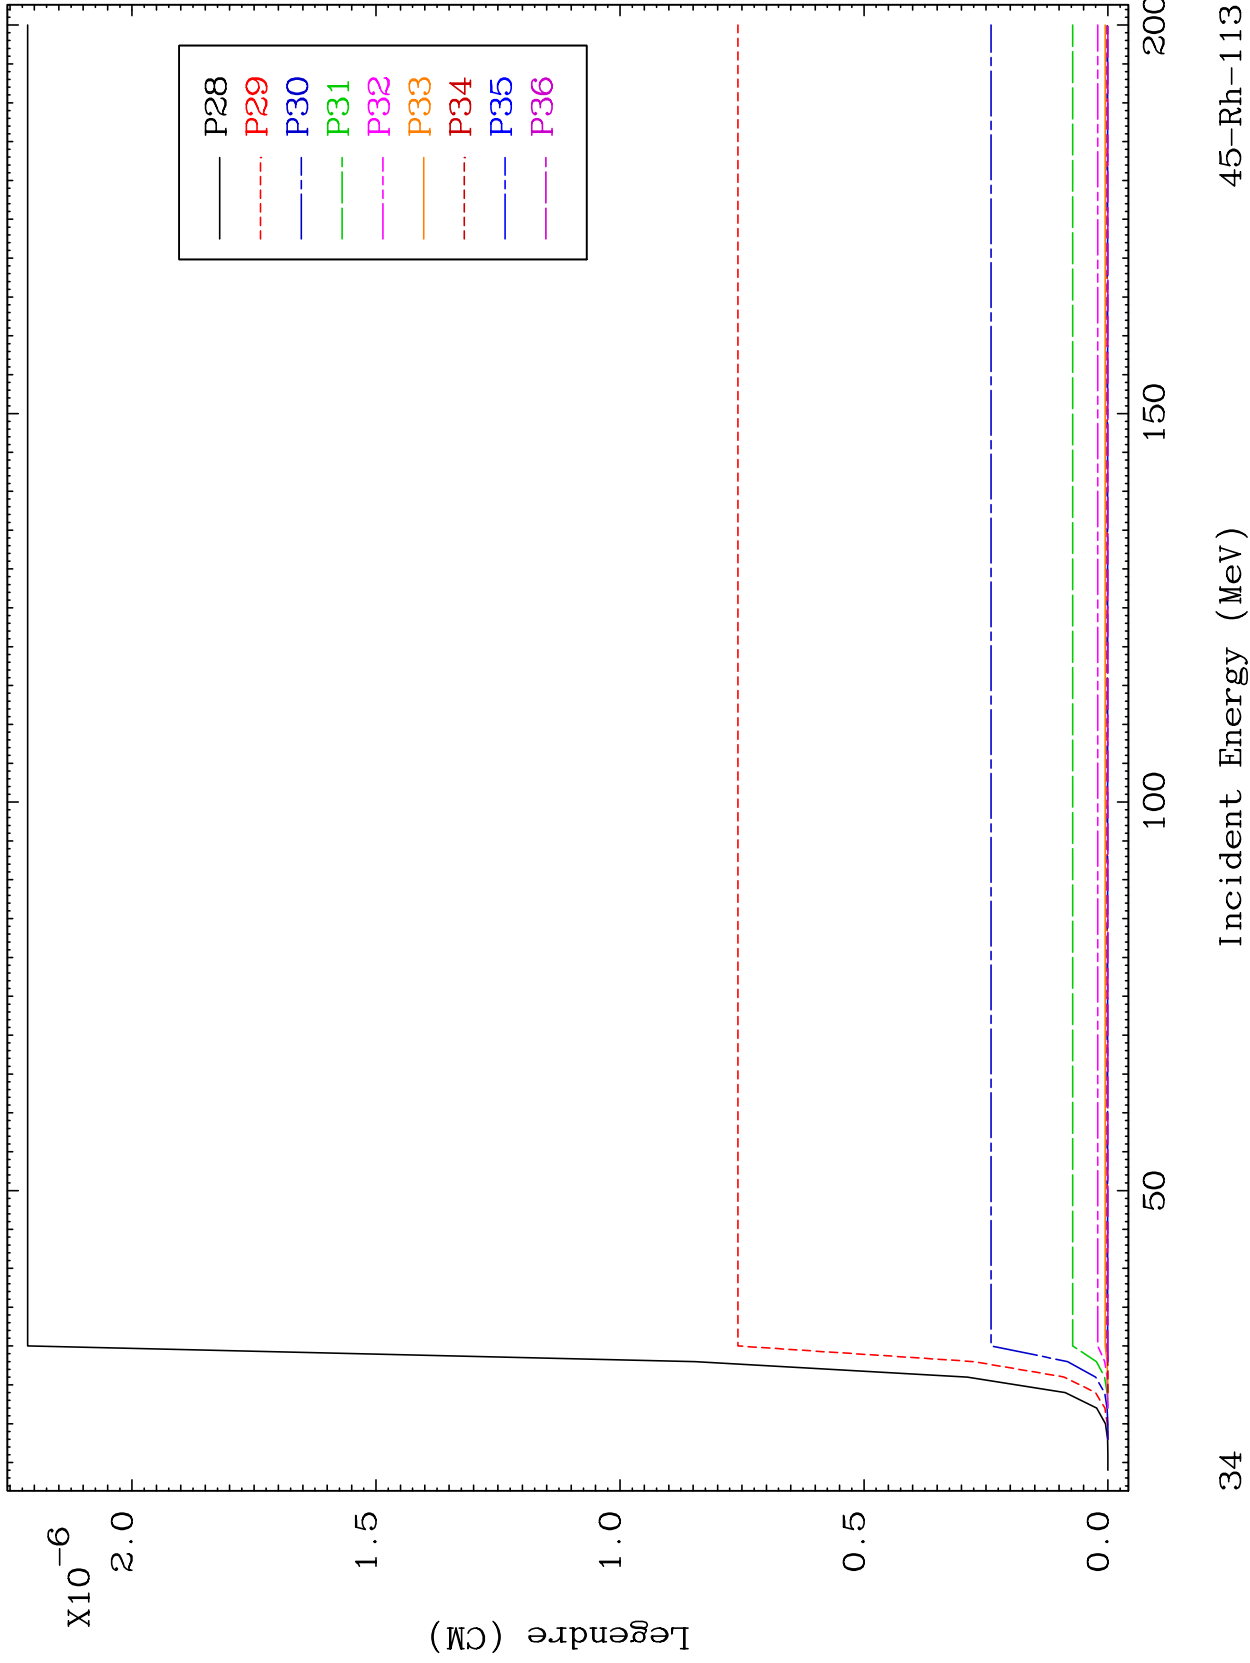 X10-6
2.0
1.5
1.0
0.5
0.0
Legendre (CM)
P28
P29
P30
P31
P32
P33
P34
P35
P36
50
100
150
200
Incident Energy (MeV)
34
45-Rh-113